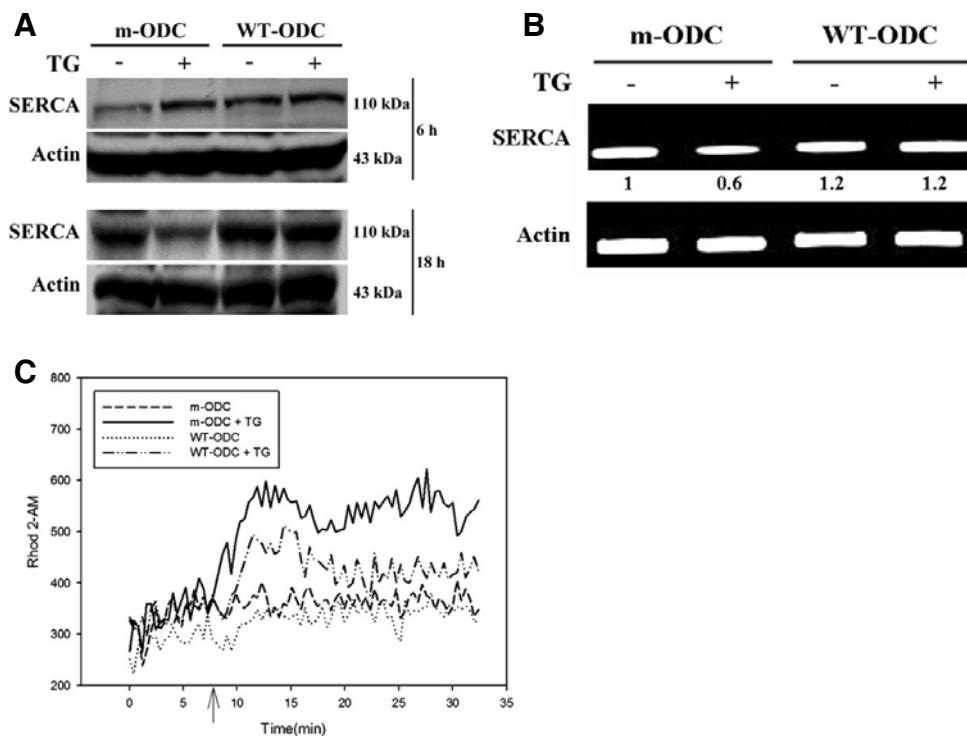 A
m-ODC WT-ODC
TG - + - +
SERCA 110 kDa
6 h
Actin 43 kDa
SERCA 110 kDa
18 h
Actin 43 kDa
B
m-ODC WT-ODC
TG - + - +
SERCA
1 0.6 1.2 1.2
Actin
C
800
700
600
500
400
300
200
Rhod 2-AM
m-ODC
m-ODC + TG
WT-ODC
WT-ODC + TG
0 5 10 15 20 25 30 35
Time(min)